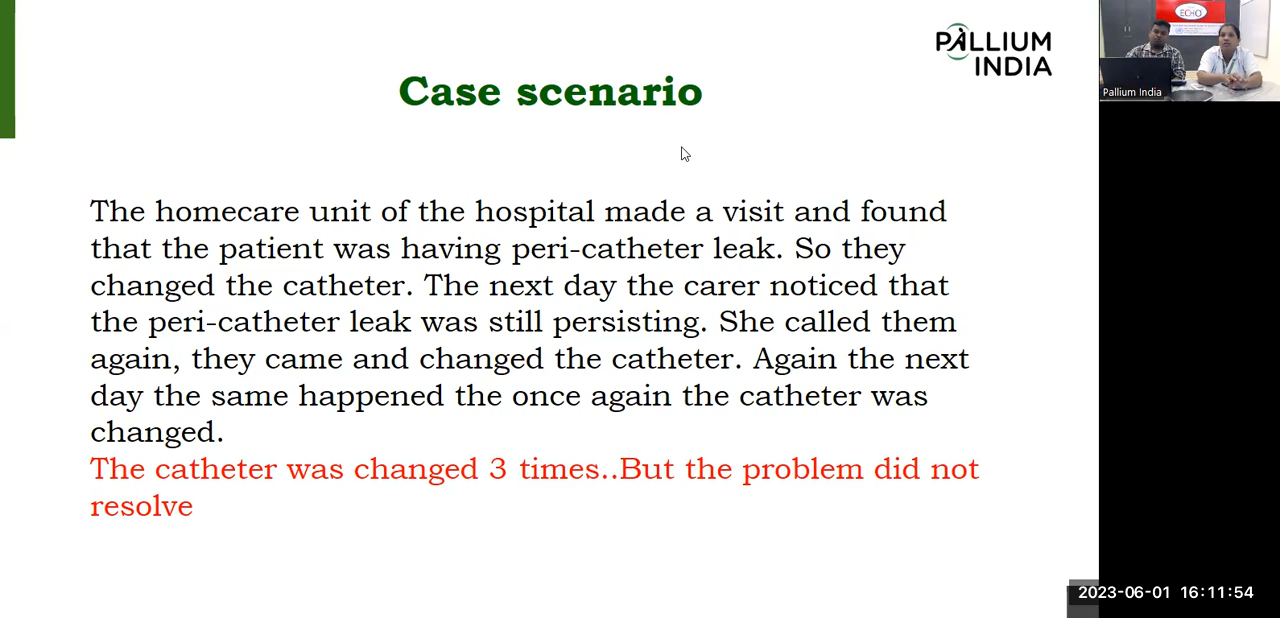 PALLIUM
INDIA
Case scenario
The homecare unit of the hospital made a visit and found
that the patient was having peri-catheter leak. So they
changed the catheter. The next day the carer noticed that
the peri-catheter leak was still persisting. She called them
again, they came and changed the catheter. Again the next
day the same happened the once again the catheter was
changed.
The catheter was changed 3 times..But the problem did not
resolve
ECHO
Pallium India
2023-06-01 16:11:54